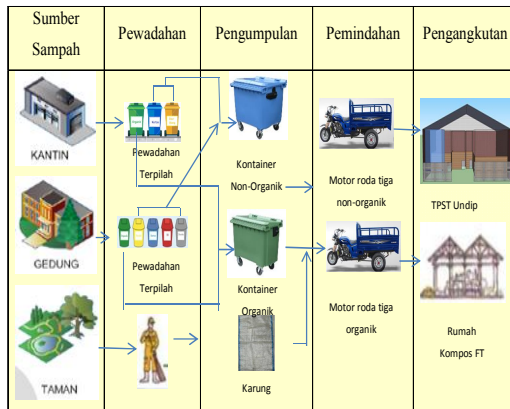 Sumber
Sampah
Pewadahan
Pengumpulan
Pemindahan
Pengangkutan
KANTIN
Pewadahan
Terpilah
Kontainer
Non-Organik
Motor roda tiga
non-organik
TPST Undip
GEDUNG
Pewadahan
Terpilah
Kontainer
Organik
Motor roda tiga
organik
Rumah
Kompos FT
TAMAN
Karung